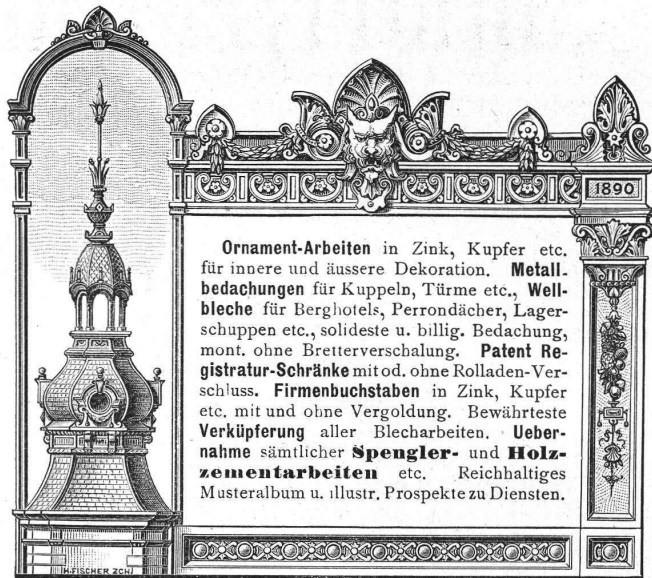 1890
Ornament-Arbeiten in Zink, Kupfer etc.
für innere und äussere Dekoration. Metall-
bedachungen für Kuppeln, Türme etc., Well-
bleche für Berghotels, Perrondächer, Lager-
schuppen etc., solideste u. billig. Bedachung,
mont. ohne Bretterverschalung. Patent Re-
gistratur-Schränke mit od. ohne Rolladen-Ver-
schluss. Firmenbuchstaben in Zink, Kupfer
etc. mit und ohne Vergoldung. Bewährteste
Verküpferung aller Blecharbeiten. Ueber-
nahme sämtlicher Spengler- und Holz-
zementarbeiten etc. Reichhaltiges
Musteralbum u. illustr. Prospekte zu Diensten.
H. FISCHER ZCH.